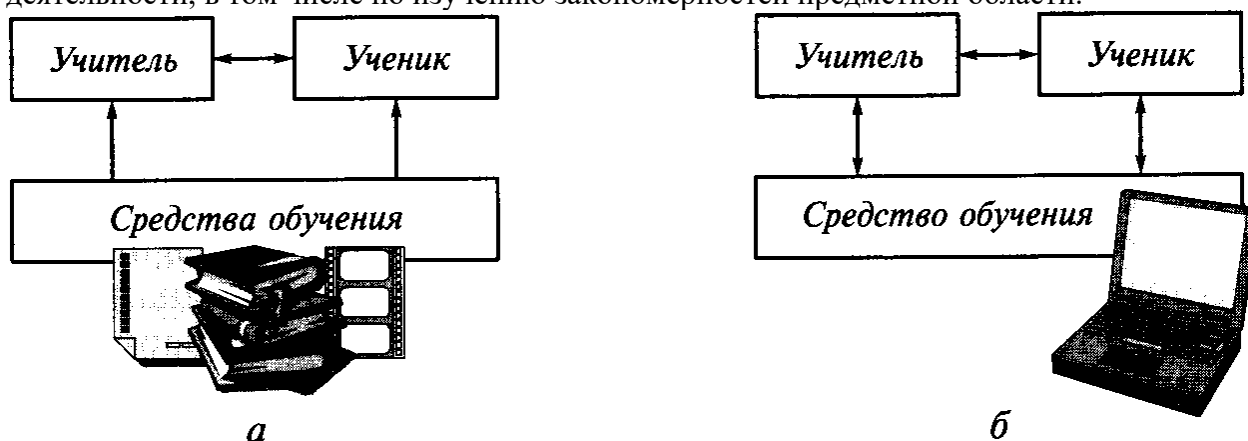 деятельности, в том числе по изучению закономерностей предметной области.
Учитель Ученик
Средства обучения
а
Учитель Ученик
Средство обучения
б